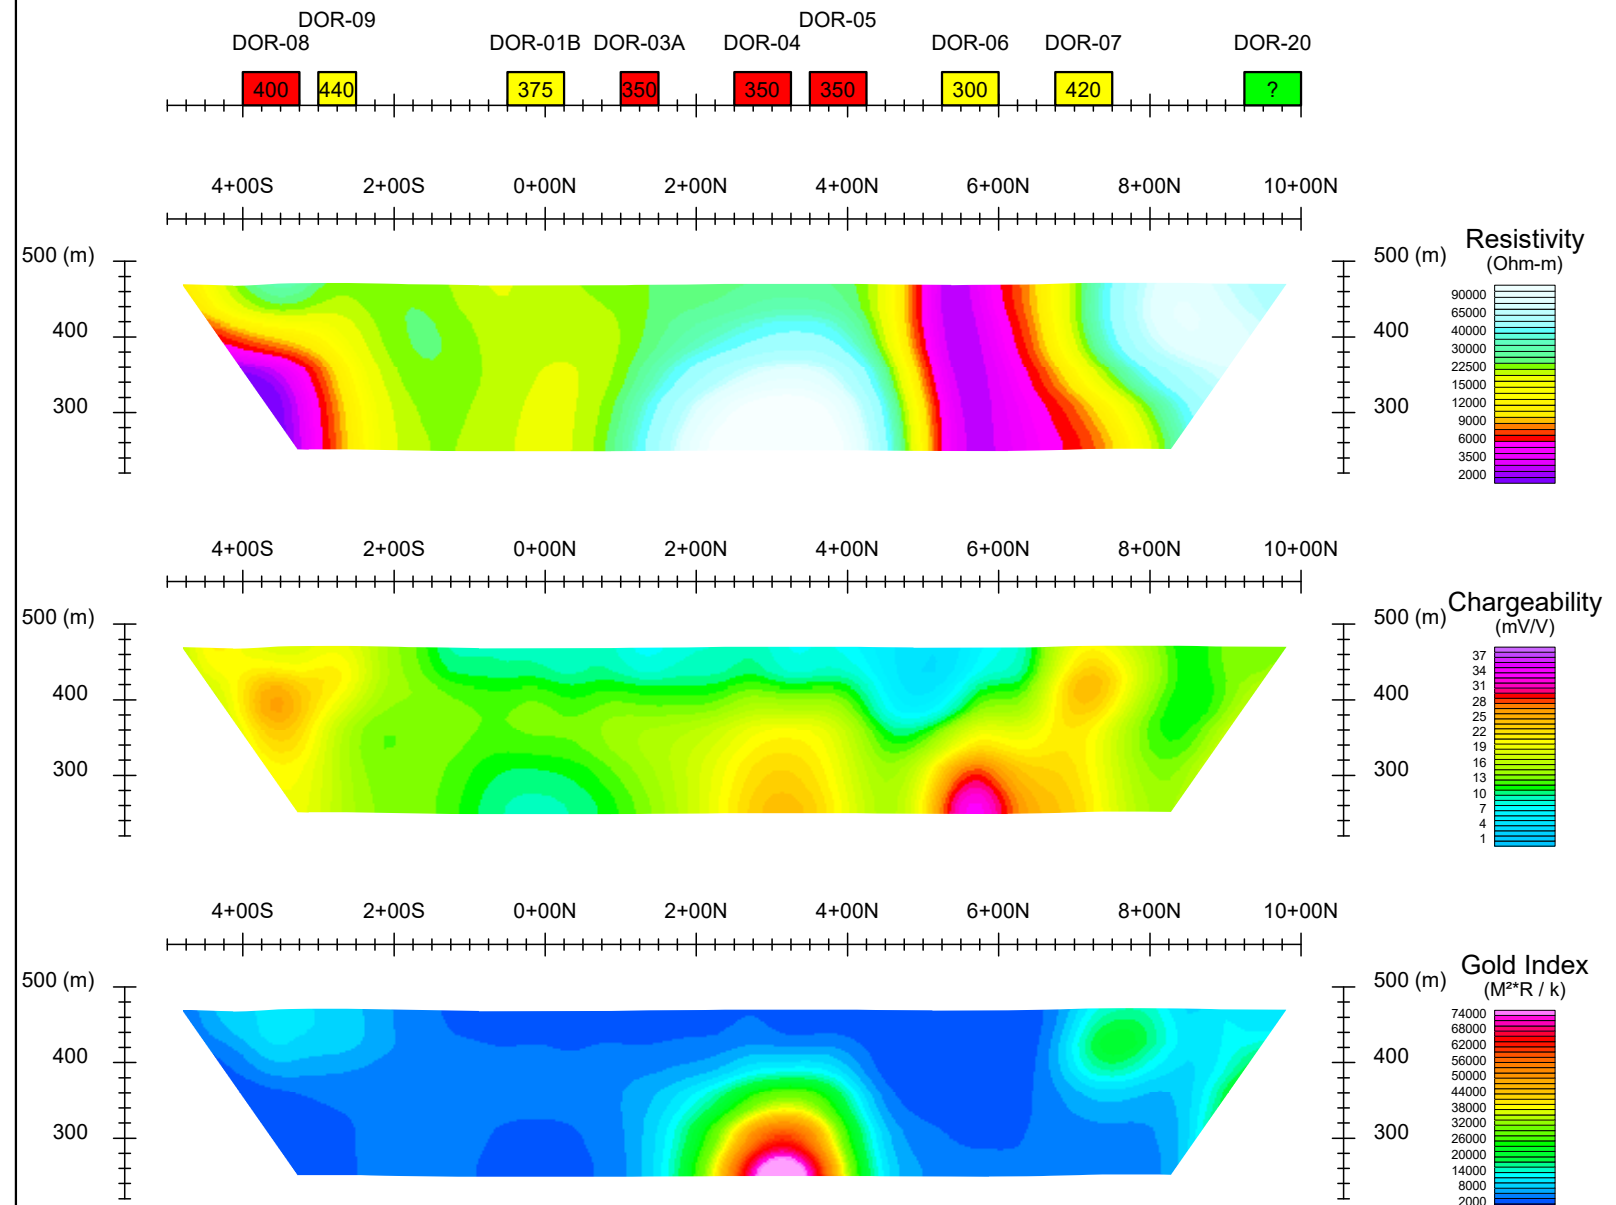 DOR-09 DOR-05
DOR-08 DOR-01B DOR-03A DOR-04 DOR-06 DOR-07 DOR-20
400 440 375 350 350 350 300 420 ?
4+00S 2+00S 0+00N 2+00N 4+00N 6+00N 8+00N 10+00N
500 (m) 500 (m)
400 400
300 300
Resistivity
(Ohm-m)
90000
65000
40000
30000
22500
15000
12000
9000
6000
3500
2000
4+00S 2+00S 0+00N 2+00N 4+00N 6+00N 8+00N 10+00N
500 (m) 500 (m)
400 400
300 300
Chargeability
(mV/V)
37
34
31
28
25
22
19
16
13
10
7
4
1
4+00S 2+00S 0+00N 2+00N 4+00N 6+00N 8+00N 10+00N
500 (m) 500 (m)
400 400
300 300
Gold Index
(M²*R / k)
74000
68000
62000
56000
50000
44000
38000
32000
26000
20000
14000
8000
2000